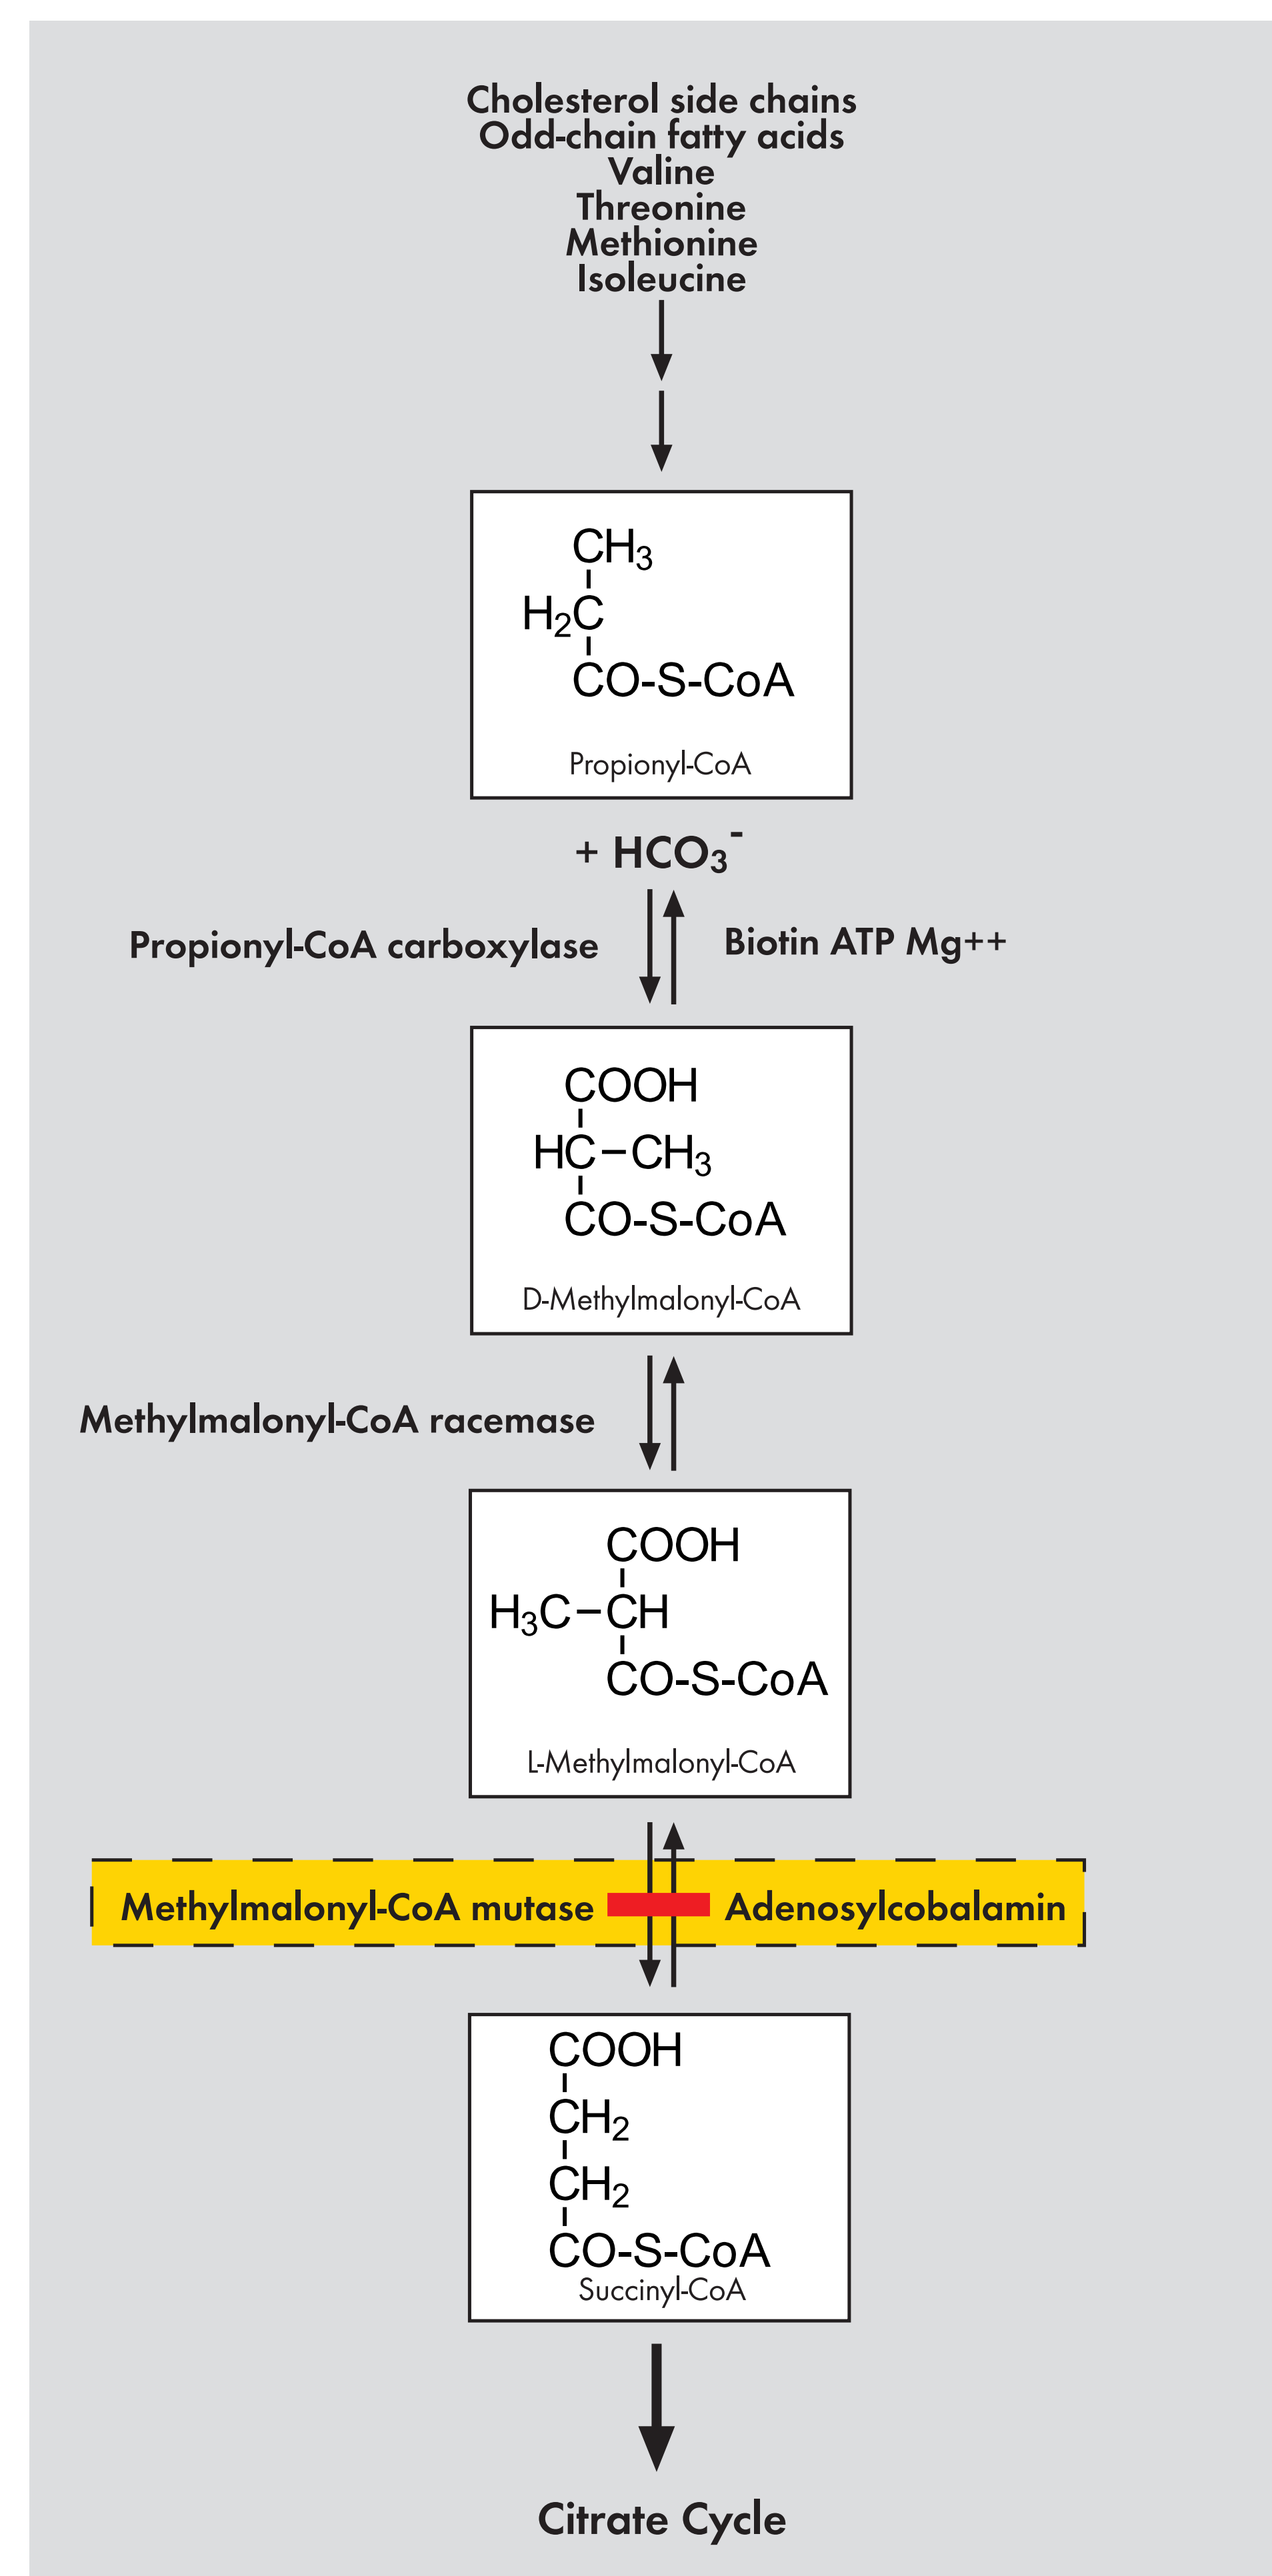 Cholesterol side chains
Odd-chain fatty acids
Valine
Threonine
Methionine
Isoleucine
CH₃
H₂C
CO-S-CoA
Propionyl-CoA
+ HCO₃⁻
Propionyl-CoA carboxylase
Biotin ATP Mg++
COOH
HC–CH₃
CO-S-CoA
D-Methylmalonyl-CoA
Methylmalonyl-CoA racemase
COOH
H₃C–CH
CO-S-CoA
L-Methylmalonyl-CoA
Methylmalonyl-CoA mutase
Adenosylcobalamin
COOH
CH₂
CH₂
CO-S-CoA
Succinyl-CoA
Citrate Cycle